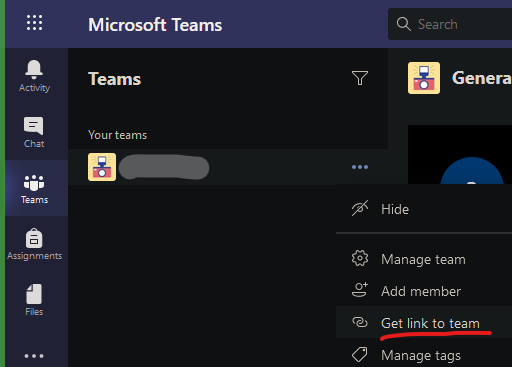 Microsoft Teams
Search
Activity
Chat
Teams
Assignments
Files
Teams
Your teams
Genera
Hide
Manage team
Add member
Get link to team
Manage tags